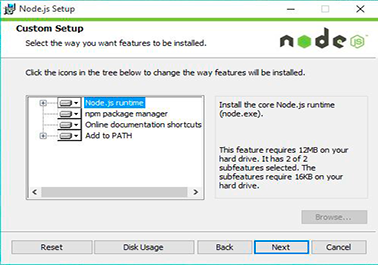 Node.js Setup
Custom Setup
Select the way you want features to be installed.
node
JS
Click the icons in the tree below to change the way features will be installed.
Node.js runtime
npm package manager
Online documentation shortcuts
Add to PATH
Install the core Node.js runtime
(node.exe).
This feature requires 12MB on your
hard drive. It has 2 of 2
subfeatures selected. The
subfeatures require 16KB on your
hard drive.
Browse...
Reset
Disk Usage
Back
Next
Cancel